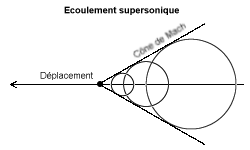 Ecoulement supersonique
Cône de Mach
Déplacement